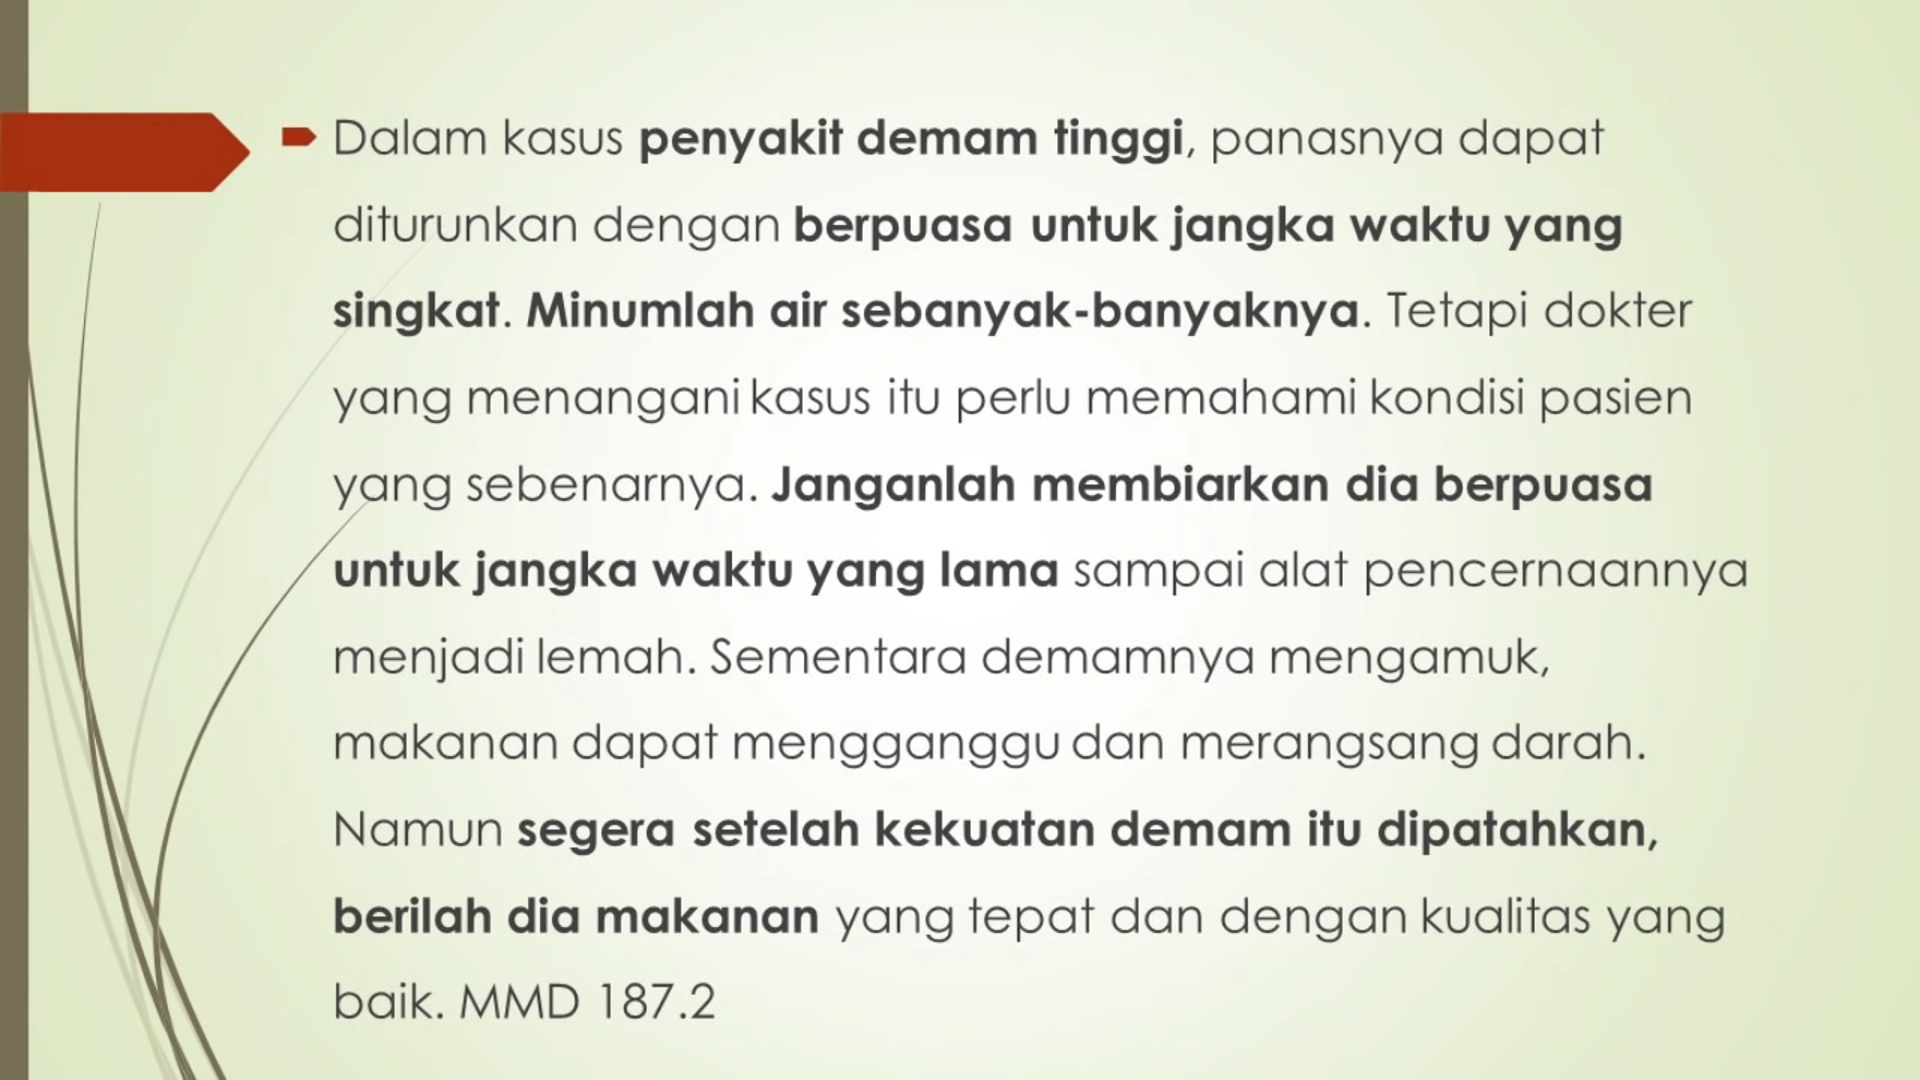 Dalam kasus penyakit demam tinggi, panasnya dapat
diturunkan dengan berpuasa untuk jangka waktu yang
singkat. Minumlah air sebanyak-banyaknya. Tetapi dokter
yang menangani kasus itu perlu memahami kondisi pasien
yang sebenarnya. Janganlah membiarkan dia berpuasa
untuk jangka waktu yang lama sampai alat pencernaannya
menjadi lemah. Sementara demamnya mengamuk,
makanan dapat mengganggu dan merangsang darah.
Namun segera setelah kekuatan demam itu dipatahkan,
berilah dia makanan yang tepat dan dengan kualitas yang
baik. MMD 187.2